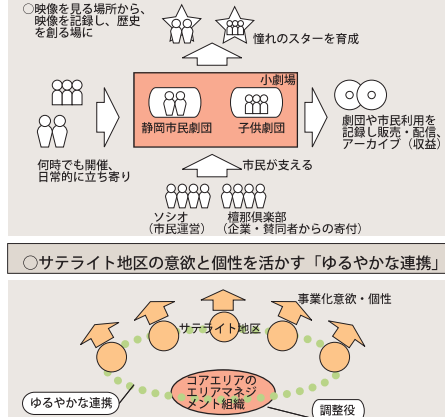 ○映像を見る場所から、
映像を記録し、歴史
を創る場に
憧れのスターを育成
小劇場
静岡市民劇団
子供劇団
何時でも開催、
日常的に立ち寄り
劇団や市民利用を
記録し販売・配信、
アーカイブ（収益）
市民が支える
ソシオ
（市民運営）
檀那倶楽部
（企業・賛同者からの寄付）
○サテライト地区の意欲と個性を活かす「ゆるやかな連携」
事業化意欲・個性
サテライト地区
コアエリアの
エリアマネジ
メント組織
ゆるやかな連携
調整役